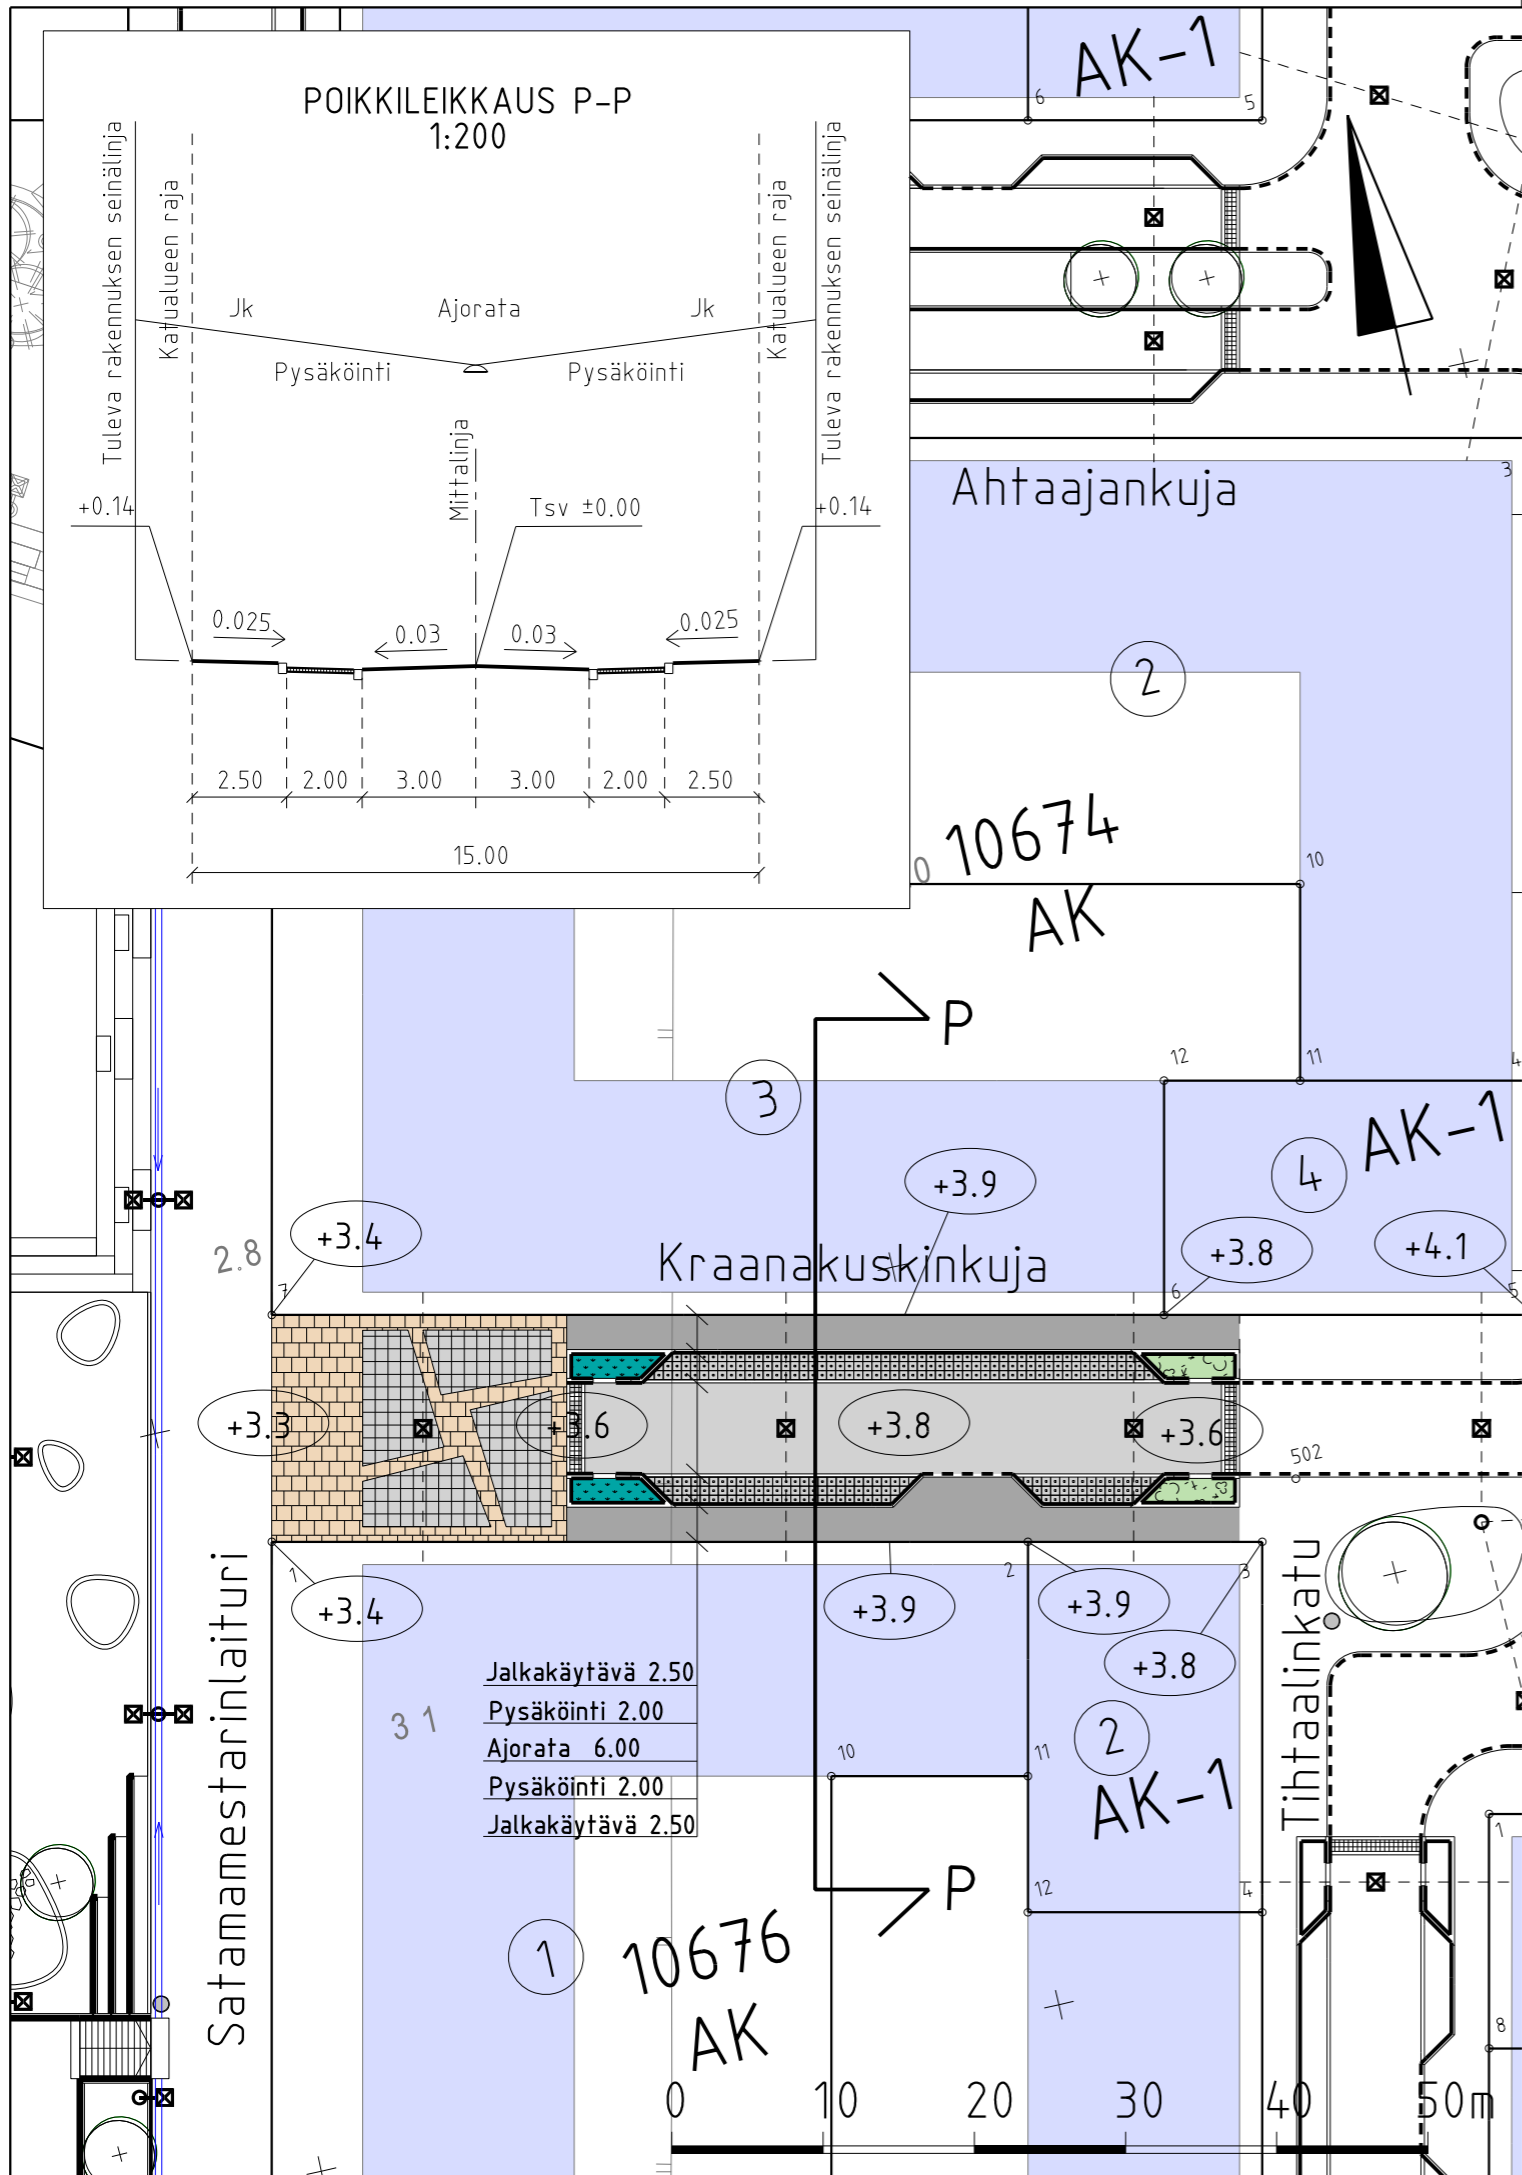 POIKKILEIKKAUS P-P
1:200
Tuleva rakennuksen seinälinja
Katualueen raja
Katualueen raja
Tuleva rakennuksen seinälinja
Jk
Ajorata
Jk
Pysäköinti
Pysäköinti
Mittalinja
+0.14
Tsv ±0.00
+0.14
0.025
0.03
0.03
0.025
2.50
2.00
3.00
3.00
2.00
2.50
15.00
AK-1
6
5
Ahtaajankuja
3
2
0
10674
AK
10
P
12
11
4
3
AK-1
4
+3.9
+3.4
2.8
Kraanakuskinkuja
+3.8
+4.1
7
6
5
+3.3
+3.6
+3.8
+3.6
502
1
2
3
+3.4
+3.9
+3.9
+3.8
Satamamestarinlaituri
Tihtaalinkatu
Jalkakäytävä 2.50
Pysäköinti 2.00
Ajorata 6.00
Pysäköinti 2.00
Jalkakäytävä 2.50
3 1
10
11
2
AK-1
1
P
12
4
1
10676
AK
8
0
10
20
30
40
50m